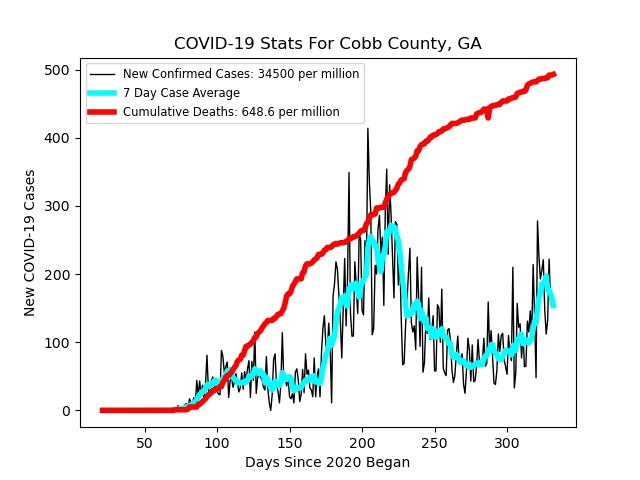 COVID-19 Stats For Cobb County, GA
New Confirmed Cases: 34500 per million
7 Day Case Average
Cumulative Deaths: 648.6 per million
New COVID-19 Cases
500
400
300
200
100
0
50 100 150 200 250 300
Days Since 2020 Began